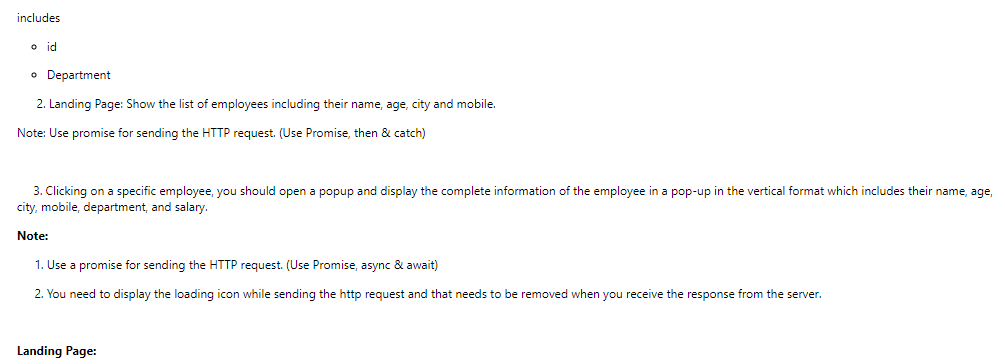 includes
id
Department
2. Landing Page: Show the list of employees including their name, age, city and mobile.
Note: Use promise for sending the HTTP request. (Use Promise, then & catch)
3. Clicking on a specific employee, you should open a popup and display the complete information of the employee in a pop-up in the vertical format which includes their name, age,
city, mobile, department, and salary.
Note:
1. Use a promise for sending the HTTP request. (Use Promise, async & await)
2. You need to display the loading icon while sending the http request and that needs to be removed when you receive the response from the server.
Landing Page: